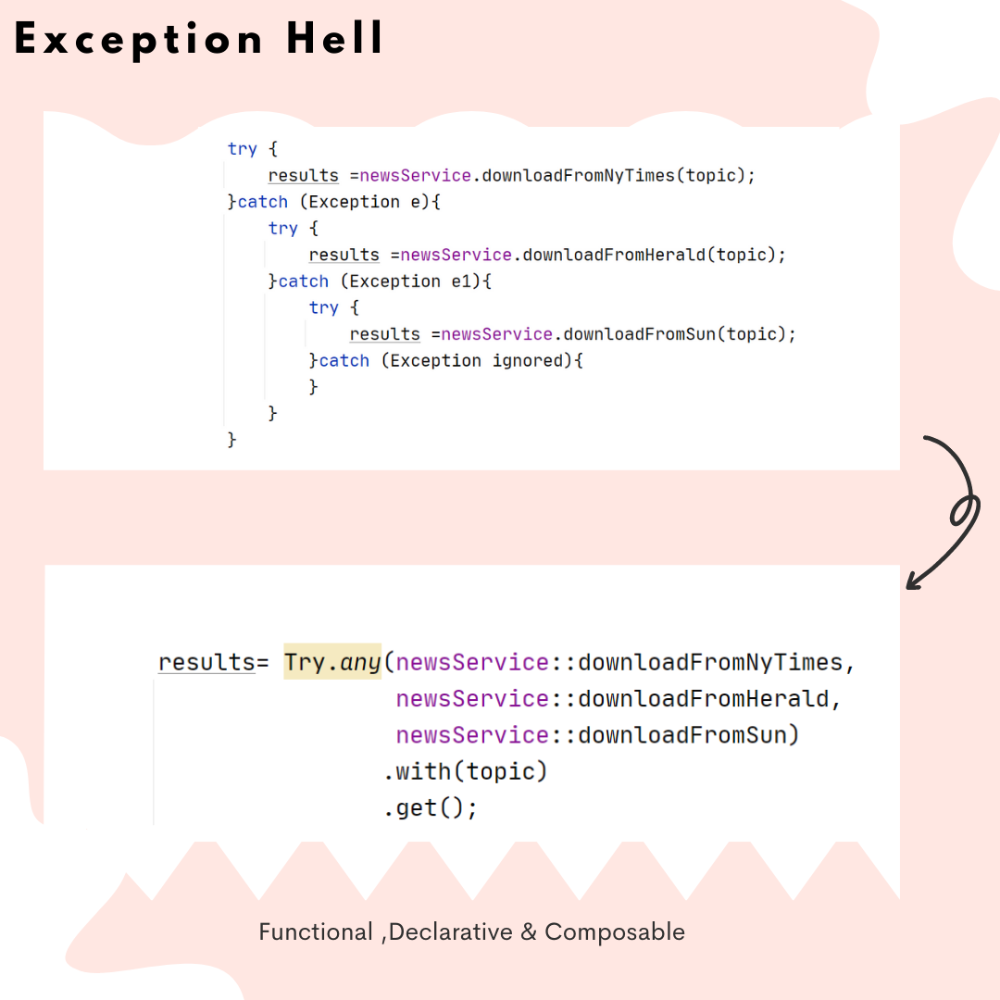 Exception Hell
try {
    results =newsService.downloadFromNyTimes(topic);
}catch (Exception e){
    try {
        results =newsService.downloadFromHerald(topic);
    }catch (Exception e1){
        try {
            results =newsService.downloadFromSun(topic);
        }catch (Exception ignored){
        }
    }
}
results= Try.any(newsService::downloadFromNyTimes,
newsService::downloadFromHerald,
newsService::downloadFromSun)
.with(topic)
.get();
Functional ,Declarative & Composable